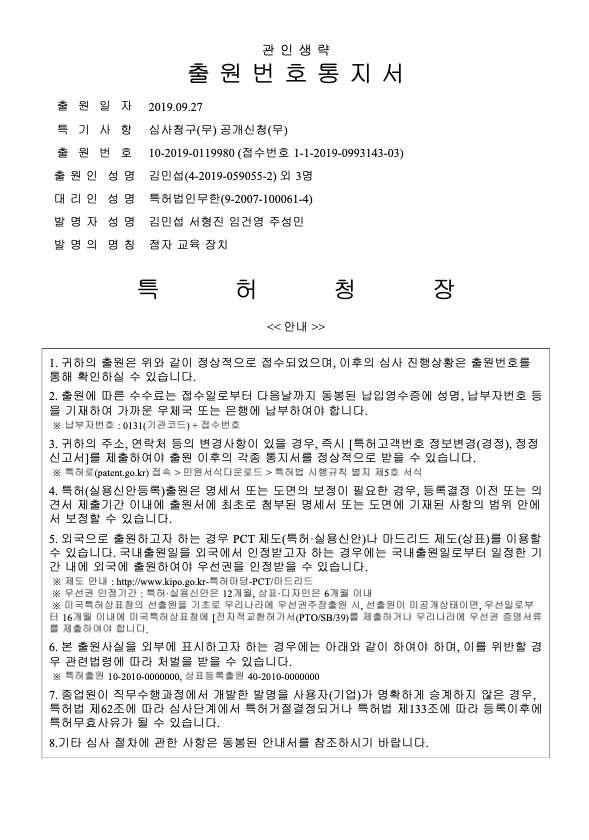 관 인 생 략
출 원 번 호 통 지 서
출 원 일 자 2019.09.27
특 기 사 항 심사청구(무) 공개신청(무)
출 원 번 호 10-2019-0119980 (접수번호 1-1-2019-0993143-03)
출 원 인 성 명 김민섭(4-2019-059055-2) 외 3명
대 리 인 성 명 특허법인무한(9-2007-100061-4)
발 명 자 성 명 김민섭 서형진 임건영 주성민
발 명 의 명 칭 점자 교육 장치
특 허 청 장
<< 안내 >>
1. 귀하의 출원은 위와 같이 정상적으로 접수되었으며, 이후의 심사 진행상황은 출원번호를
통해 확인하실 수 있습니다.
2. 출원에 따른 수수료는 접수일로부터 다음날까지 동봉된 납입영수증에 성명, 납부자번호 등
을 기재하여 가까운 우체국 또는 은행에 납부하여야 합니다.
※ 납부자번호 : 0131(기관코드) + 접수번호
3. 귀하의 주소, 연락처 등의 변경사항이 있을 경우, 즉시 [특허고객번호 정보변경(경정), 정정
신고서]를 제출하여야 출원 이후의 각종 통지서를 정상적으로 받을 수 있습니다.
※ 특허로(patent.go.kr) 접속 > 민원서식다운로드 > 특허법 시행규칙 별지 제5호 서식
4. 특허(실용신안등록)출원은 명세서 또는 도면의 보정이 필요한 경우, 등록결정 이전 또는 의
견서 제출기간 이내에 출원서에 최초로 첨부된 명세서 또는 도면에 기재된 사항의 범위 안에
서 보정할 수 있습니다.
5. 외국으로 출원하고자 하는 경우 PCT 제도(특허·실용신안)나 마드리드 제도(상표)를 이용할
수 있습니다. 국내출원일을 외국에서 인정받고자 하는 경우에는 국내출원일로부터 일정한 기
간 내에 외국에 출원하여야 우선권을 인정받을 수 있습니다.
※ 제도 안내 : http://www.kipo.go.kr-특허마당-PCT/마드리드
※ 우선권 인정기간 : 특허·실용신안은 12개월, 상표·디자인은 6개월 이내
※ 미국특허상표청의 선출원을 기초로 우리나라에 우선권주장출원 시, 선출원이 미공개상태이면, 우선일로부
터 16개월 이내에 미국특허상표청에 [전자적교환허가서(PTO/SB/39)를 제출하거나 우리나라에 우선권 증명서류
를 제출하여야 합니다.
6. 본 출원사실을 외부에 표시하고자 하는 경우에는 아래와 같이 하여야 하며, 이를 위반할 경
우 관련법령에 따라 처벌을 받을 수 있습니다.
※ 특허출원 10-2010-0000000, 상표등록출원 40-2010-0000000
7. 종업원이 직무수행과정에서 개발한 발명을 사용자(기업)가 명확하게 승계하지 않은 경우,
특허법 제62조에 따라 심사단계에서 특허거절결정되거나 특허법 제133조에 따라 등록이후에
특허무효사유가 될 수 있습니다.
8.기타 심사 절차에 관한 사항은 동봉된 안내서를 참조하시기 바랍니다.